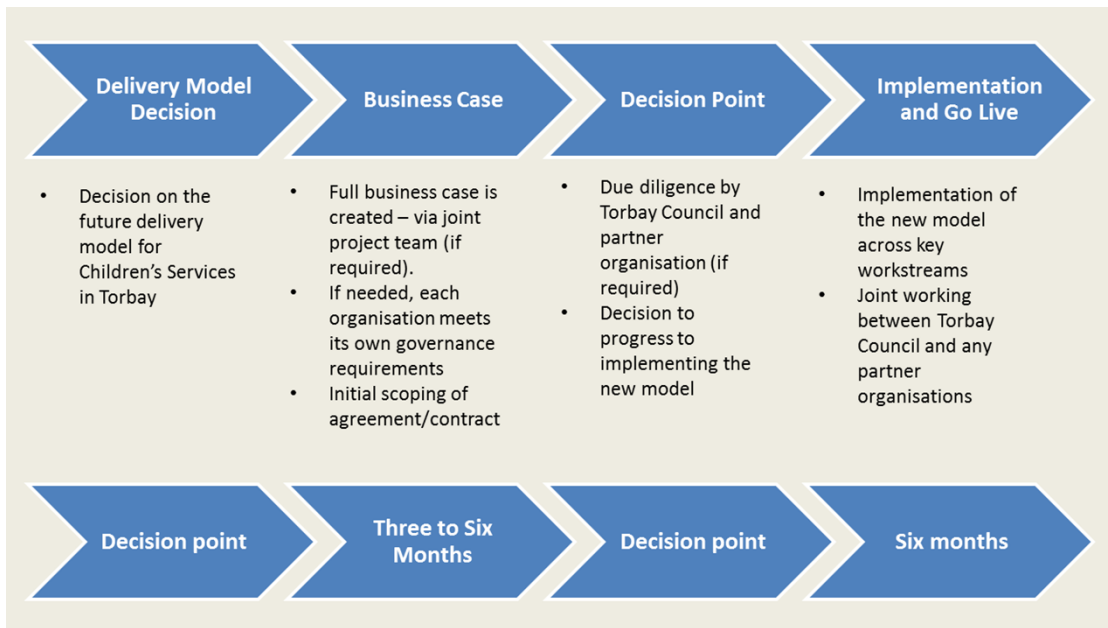 Delivery Model
Decision
Business Case
Decision Point
Implementation
and Go Live
• Decision on the
future delivery
model for
Children’s Services
in Torbay
• Full business case is
created – via joint
project team (if
required).
• If needed, each
organisation meets
its own governance
requirements
• Initial scoping of
agreement/contract
• Due diligence by
Torbay Council and
partner
organisation (if
required)
• Decision to
progress to
implementing the
new model
• Implementation of
the new model
across key
workstreams
• Joint working
between Torbay
Council and any
partner
organisations
Decision point
Three to Six
Months
Decision point
Six months